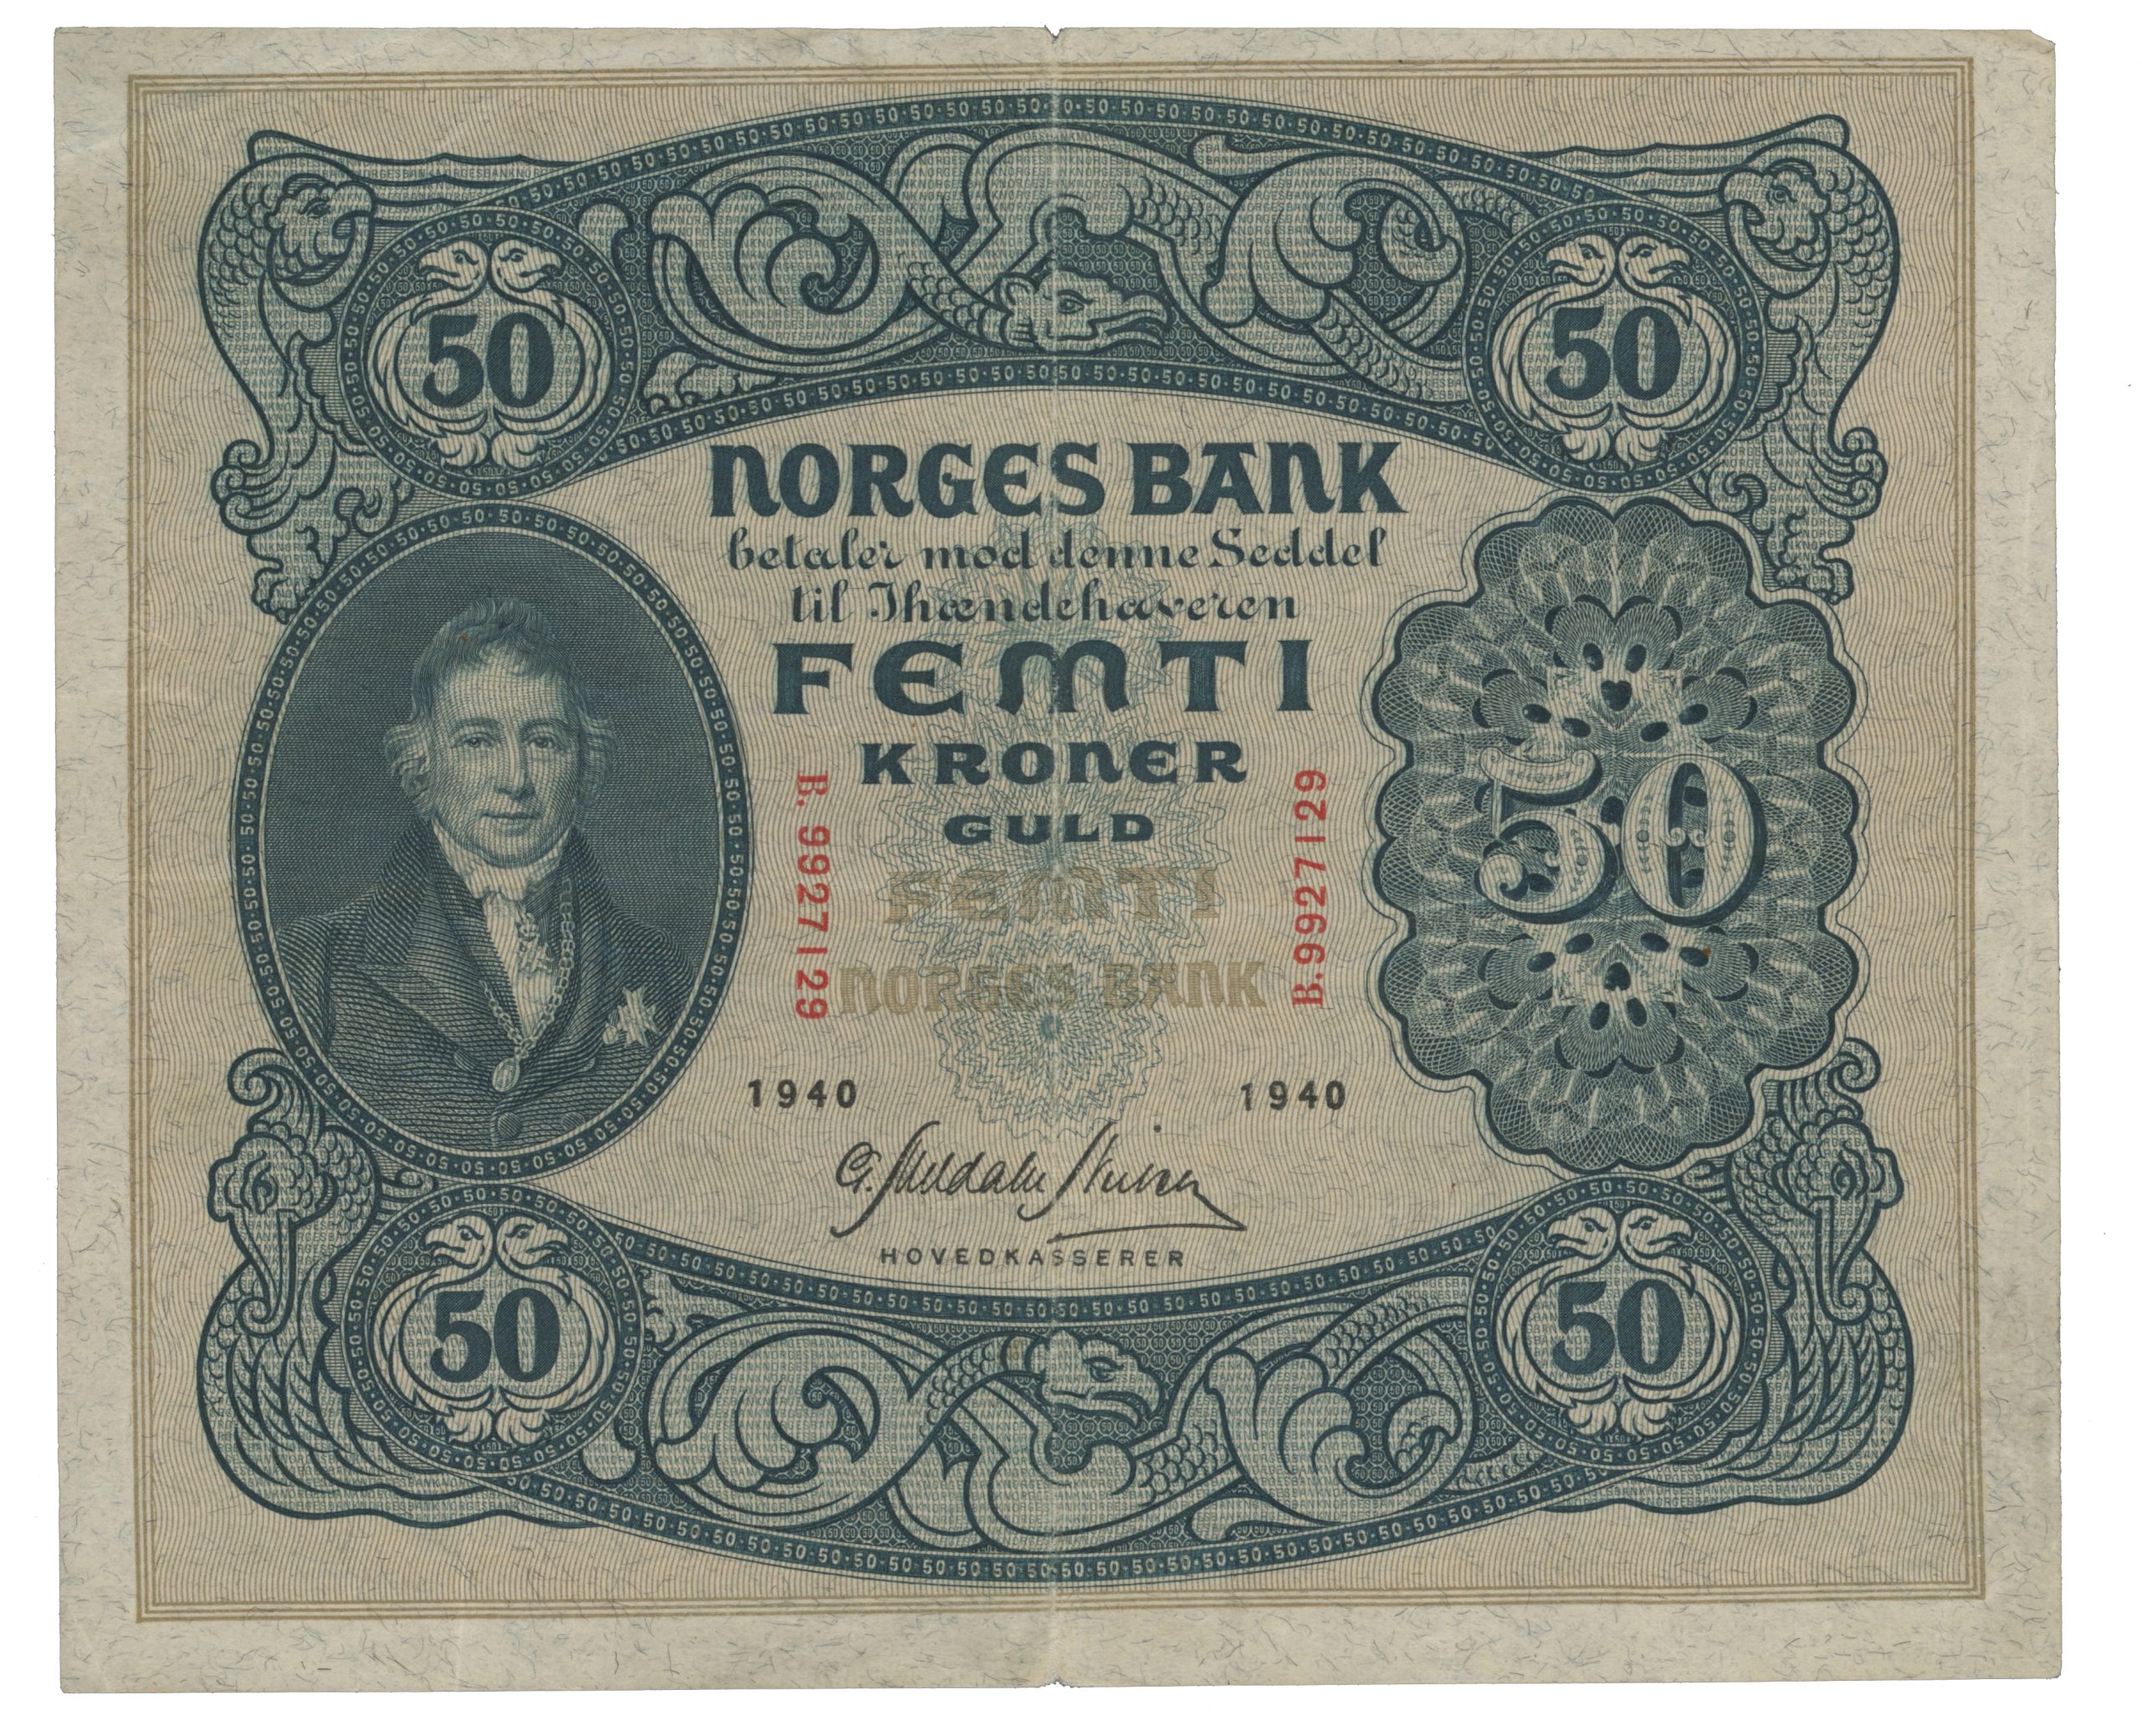 50
50
NORGES BANK
betaler mod denne Seddel
til Ihændehaveren
FEMTI
KRONER
GULD
B. 9927129
B. 9927129
50
FEMTI
NORGES BANK
1940
1940
HOVEDKASSERER
50
50